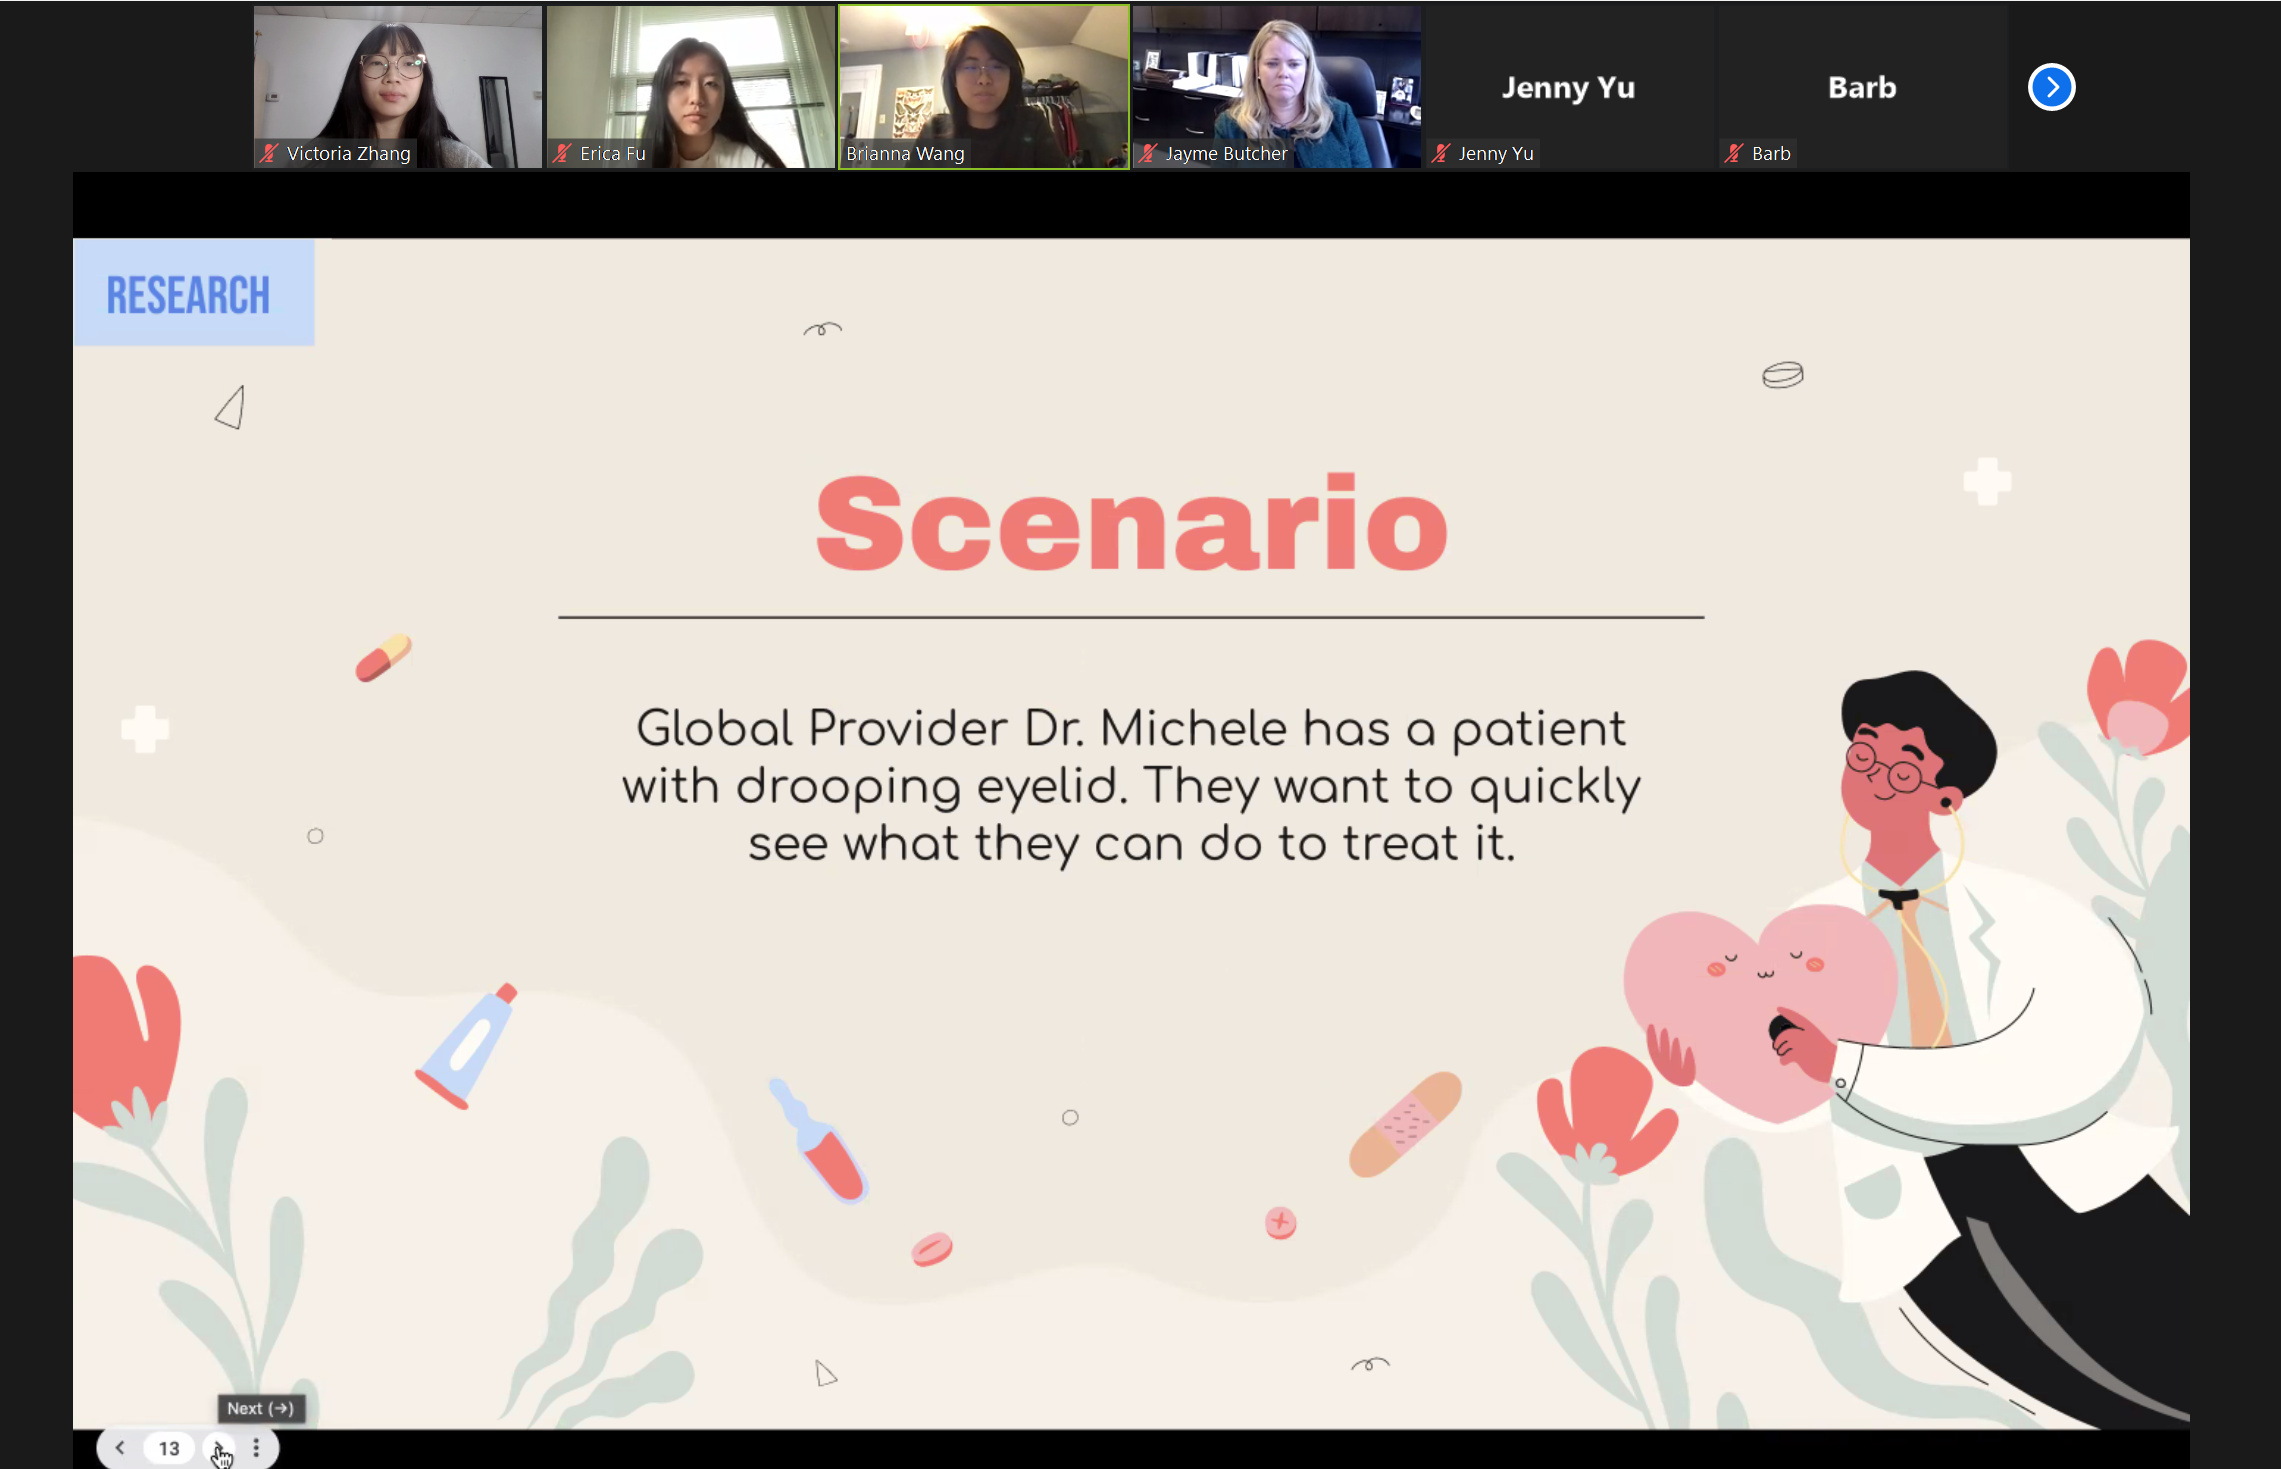 Jenny Yu
Barb
Victoria Zhang
Erica Fu
Brianna Wang
Jayme Butcher
Jenny Yu
Barb
RESEARCH
Scenario
Global Provider Dr. Michele has a patient
with drooping eyelid. They want to quickly
see what they can do to treat it.
Next (→)
13